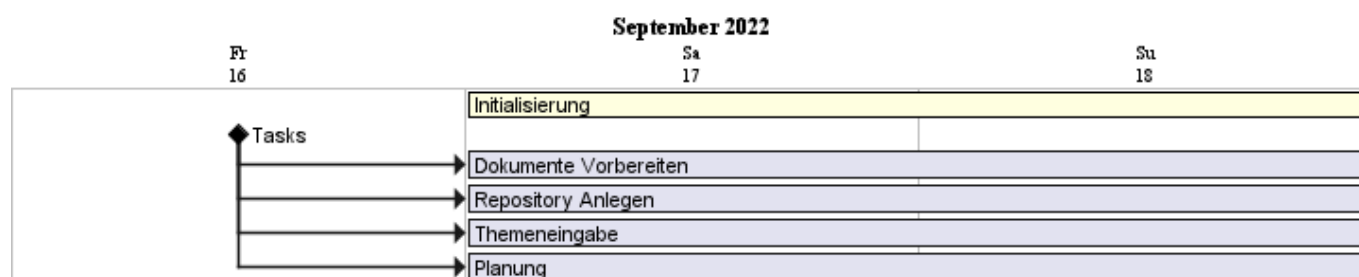 September 2022
Fr Sa Su
16 17 18
Initialisierung
Tasks
Dokumente Vorbereiten
Repository Anlegen
Themeneingabe
Planung